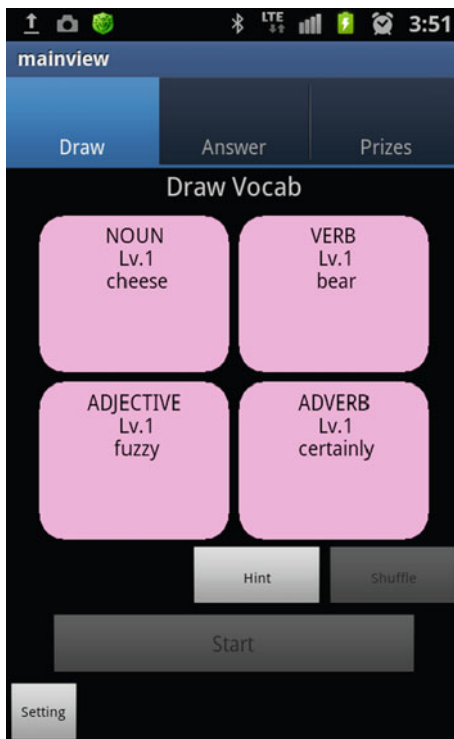 LTE 3:51
mainview
Draw Answer Prizes
Draw Vocab
NOUN
Lv.1
cheese
VERB
Lv.1
bear
ADJECTIVE
Lv.1
fuzzy
ADVERB
Lv.1
certainly
Hint Shuffle
Start
Setting